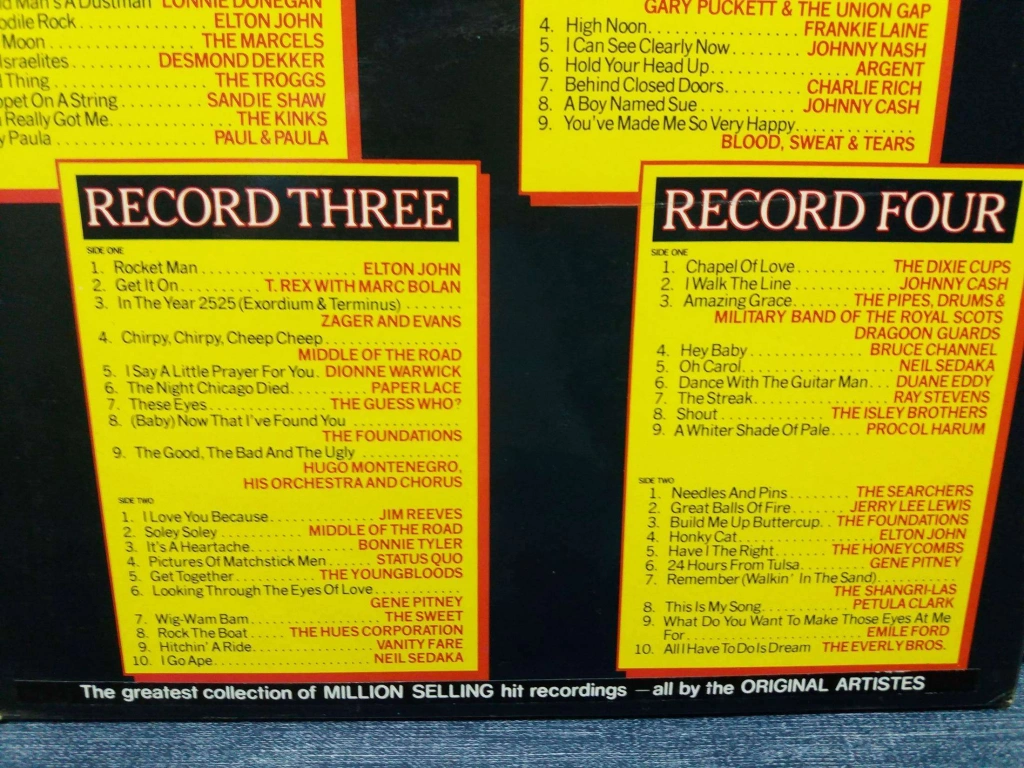 Man's A Dustman LONNIE DONEGAN
odile Rock ELTON JOHN
Moon THE MARCELS
Israelites DESMOND DEKKER
Thing THE TROGGS
ppet On A String SANDIE SHAW
Really Got Me THE KINKS
y Paula PAUL & PAULA
GARY PUCKETT & THE UNION GAP
4. High Noon FRANKIE LAINE
5. I Can See Clearly Now JOHNNY NASH
6. Hold Your Head Up ARGENT
7. Behind Closed Doors CHARLIE RICH
8. A Boy Named Sue JOHNNY CASH
9. You've Made Me So Very Happy
BLOOD, SWEAT & TEARS
RECORD THREE
SIDE ONE
1. Rocket Man ELTON JOHN
2. Get It On T. REX WITH MARC BOLAN
3. In The Year 2525 (Exordium & Terminus)
ZAGER AND EVANS
4. Chirpy, Chirpy, Cheep Cheep
MIDDLE OF THE ROAD
5. I Say A Little Prayer For You. DIONNE WARWICK
6. The Night Chicago Died PAPER LACE
7. These Eyes THE GUESS WHO?
8. (Baby) Now That I've Found You
THE FOUNDATIONS
9. The Good, The Bad And The Ugly
HUGO MONTENEGRO,
HIS ORCHESTRA AND CHORUS
SIDE TWO
1. I Love You Because JIM REEVES
2. Soley Soley MIDDLE OF THE ROAD
3. It's A Heartache BONNIE TYLER
4. Pictures Of Matchstick Men STATUS QUO
5. Get Together THE YOUNGBLOODS
6. Looking Through The Eyes Of Love
GENE PITNEY
7. Wig-Wam Bam THE SWEET
8. Rock The Boat THE HUES CORPORATION
9. Hitchin' A Ride VANITY FARE
10. I Go Ape NEIL SEDAKA
RECORD FOUR
SIDE ONE
1. Chapel Of Love THE DIXIE CUPS
2. I Walk The Line JOHNNY CASH
3. Amazing Grace THE PIPES, DRUMS &
MILITARY BAND OF THE ROYAL SCOTS
DRAGOON GUARDS
4. Hey Baby BRUCE CHANNEL
5. Oh Carol NEIL SEDAKA
6. Dance With The Guitar Man DUANE EDDY
7. The Streak RAY STEVENS
8. Shout THE ISLEY BROTHERS
9. A Whiter Shade Of Pale PROCOL HARUM
SIDE TWO
1. Needles And Pins THE SEARCHERS
2. Great Balls Of Fire JERRY LEE LEWIS
3. Build Me Up Buttercup THE FOUNDATIONS
4. Honky Cat ELTON JOHN
5. Have I The Right THE HONEYCOMBS
6. 24 Hours From Tulsa GENE PITNEY
7. Remember (Walkin' In The Sand)
THE SHANGRI-LAS
8. This Is My Song PETULA CLARK
9. What Do You Want To Make Those Eyes At Me
For EMILE FORD
10. All I Have To Do Is Dream THE EVERLY BROS.
The greatest collection of MILLION SELLING hit recordings – all by the ORIGINAL ARTISTES